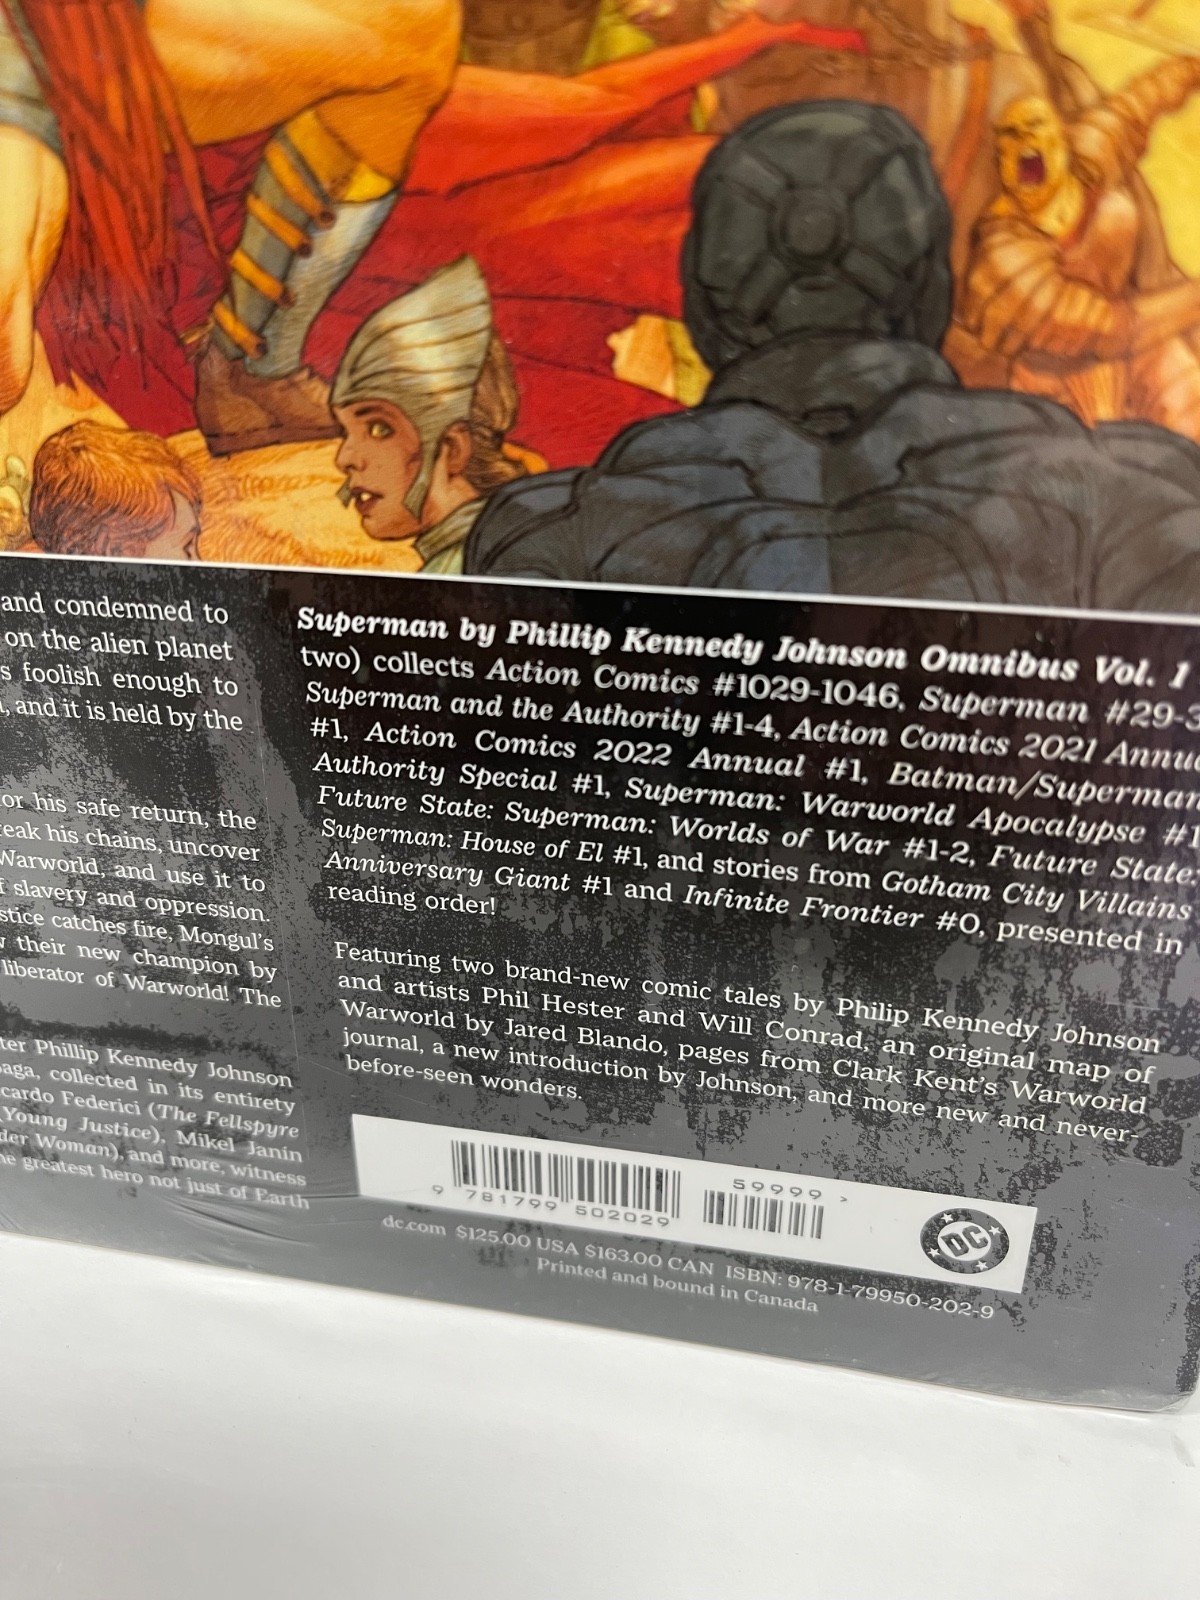 and condemned to
on the alien planet
s foolish enough to
, and it is held by the
or his safe return, the
eak his chains, uncover
Warworld, and use it to
f slavery and oppression.
stice catches fire, Mongul's
their new champion by
liberator of Warworld! The
ter Phillip Kennedy Johnson
aga, collected in its entirety
cardo Federici (The Fellspyre
Young Justice), Mikel Janin
der Woman), and more, witness
he greatest hero not just of Earth
Superman by Phillip Kennedy Johnson Omnibus Vol. 1
two) collects Action Comics #1029-1046, Superman #29-3
Superman and the Authority #1-4, Action Comics 2021 Annu
#1, Action Comics 2022 Annual #1, Batman/Superman
Authority Special #1, Superman: Warworld Apocalypse #1
Future State: Superman: Worlds of War #1-2, Future State:
Superman: House of El #1, and stories from Gotham City Villains
Anniversary Giant #1 and Infinite Frontier #0, presented in
reading order!
Featuring two brand-new comic tales by Philip Kennedy Johnson
and artists Phil Hester and Will Conrad, an original map of
Warworld by Jared Blando, pages from Clark Kent's Warworld
journal, a new introduction by Johnson, and more new and never-
before-seen wonders.
59999 >
9 781799 502029
DC
dc.com $125.00 USA $163.00 CAN ISBN: 978-1-79950-202-9
Printed and bound in Canada